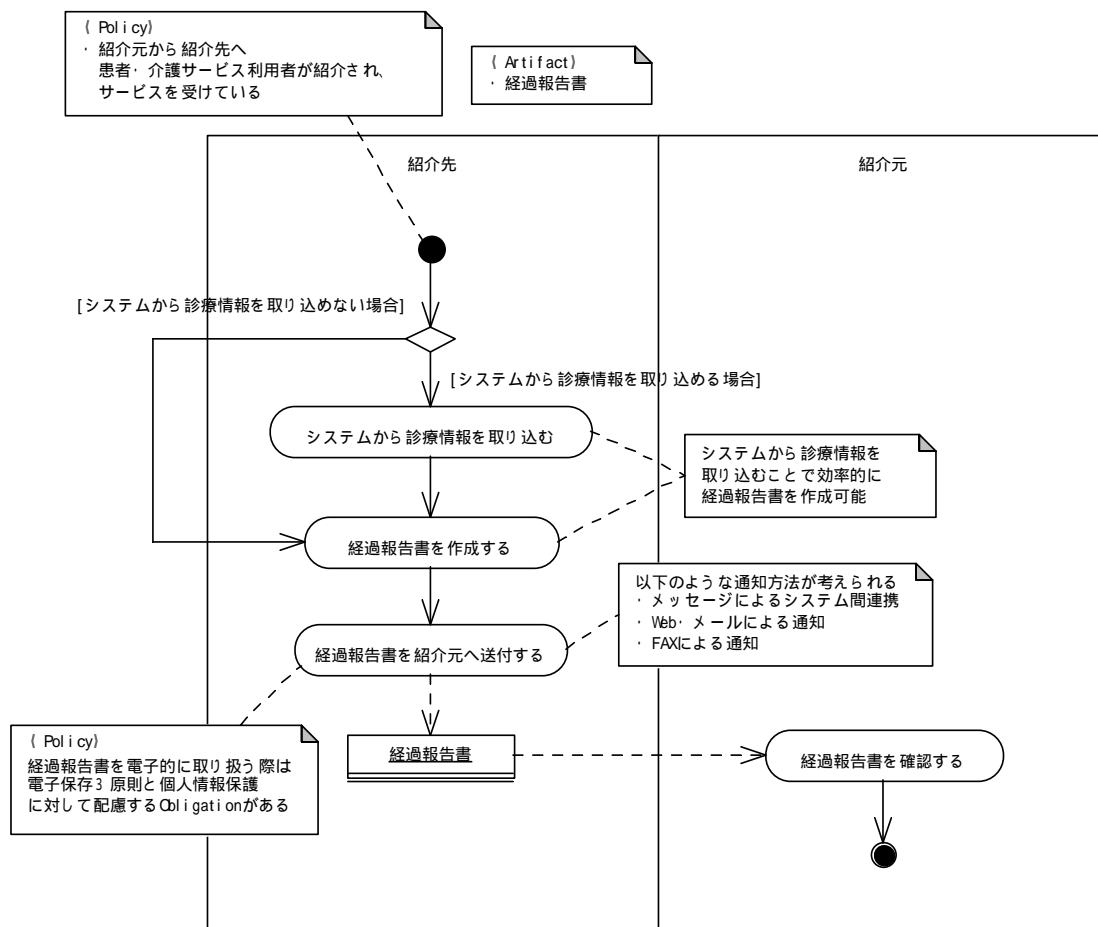 { Policy}
・ 紹介元から紹介先へ
患者・介護サービス利用者が紹介され、
サービスを受けている
{ Artifact}
・ 経過報告書
紹介先
紹介元
[システムから診療情報を取り込めない場合]
[システムから診療情報を取り込める場合]
システムから診療情報を取り込む
システムから診療情報を
取り込むことで効率的に
経過報告書を作成可能
経過報告書を作成する
以下のような通知方法が考えられる
・メッセージによるシステム間連携
・ Web・メールによる通知
・ FAXによる通知
経過報告書を紹介元へ送付する
{ Policy}
経過報告書を電子的に取り扱う際は
電子保存3 原則と個人情報保護
に対して配慮するObligationがある
経過報告書
経過報告書を確認する